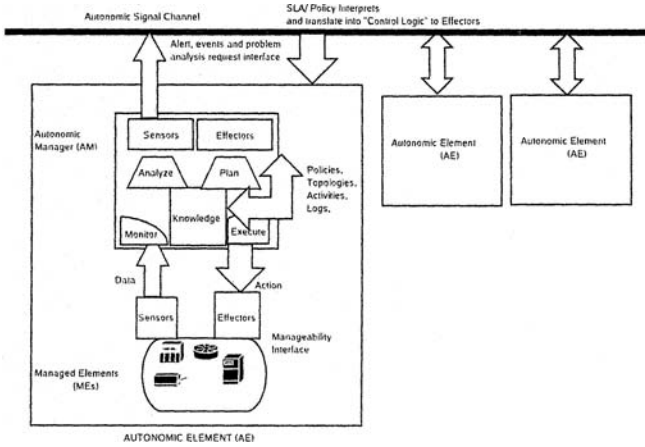 Autonomic Signal Channel
SLA/ Policy Interprets
and translate into "Control Logic" to Effectors
Alert, events and problem
analysis request interface
Autonomic
Manager (AM)
Sensors
Effectors
Analyze
Plan
Knowledge
Monitor
Execute
Policies,
Topologies,
Activities,
Logs,
Autonomic Element
(AE)
Autonomic Element
(AE)
Data
Action
Sensors
Effectors
Manageability
Interface
Managed Elements
(MEs)
AUTONOMIC ELEMENT (AE)